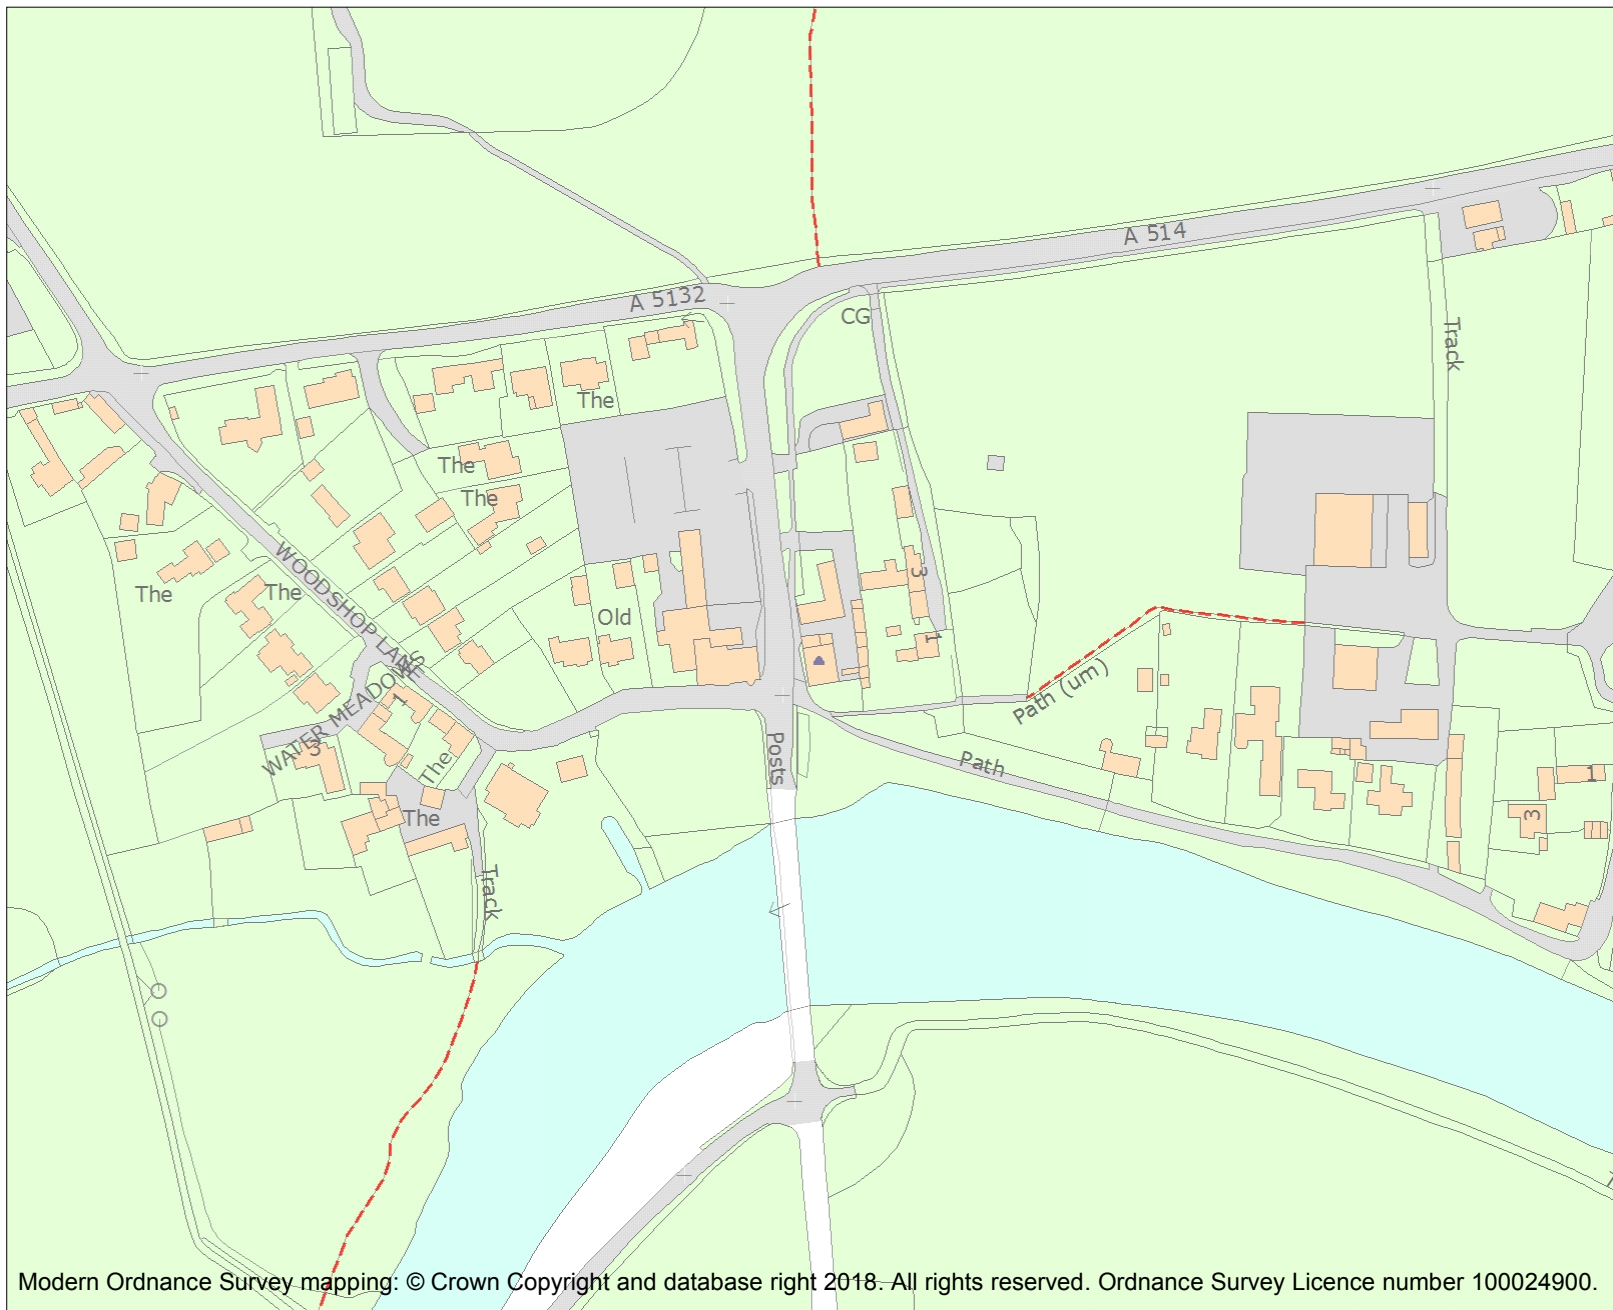 A 514
A 5132
CG
Track
The
The
The
3
WOODSHOP LANE
The
The
Old
1
WATER MEADOWS
1
Path (um)
3
The
Posts
Path
1
The
3
Track
Modern Ordnance Survey mapping: © Crown Copyright and database right 2018. All rights reserved. Ordnance Survey Licence number 100024900.